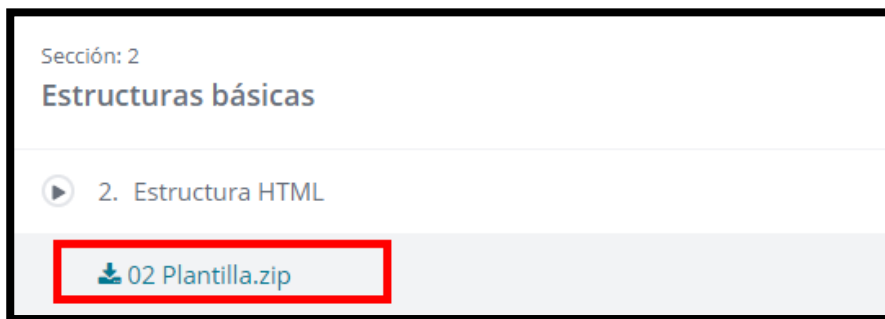 Sección: 2
Estructuras básicas
2. Estructura HTML
02 Plantilla.zip